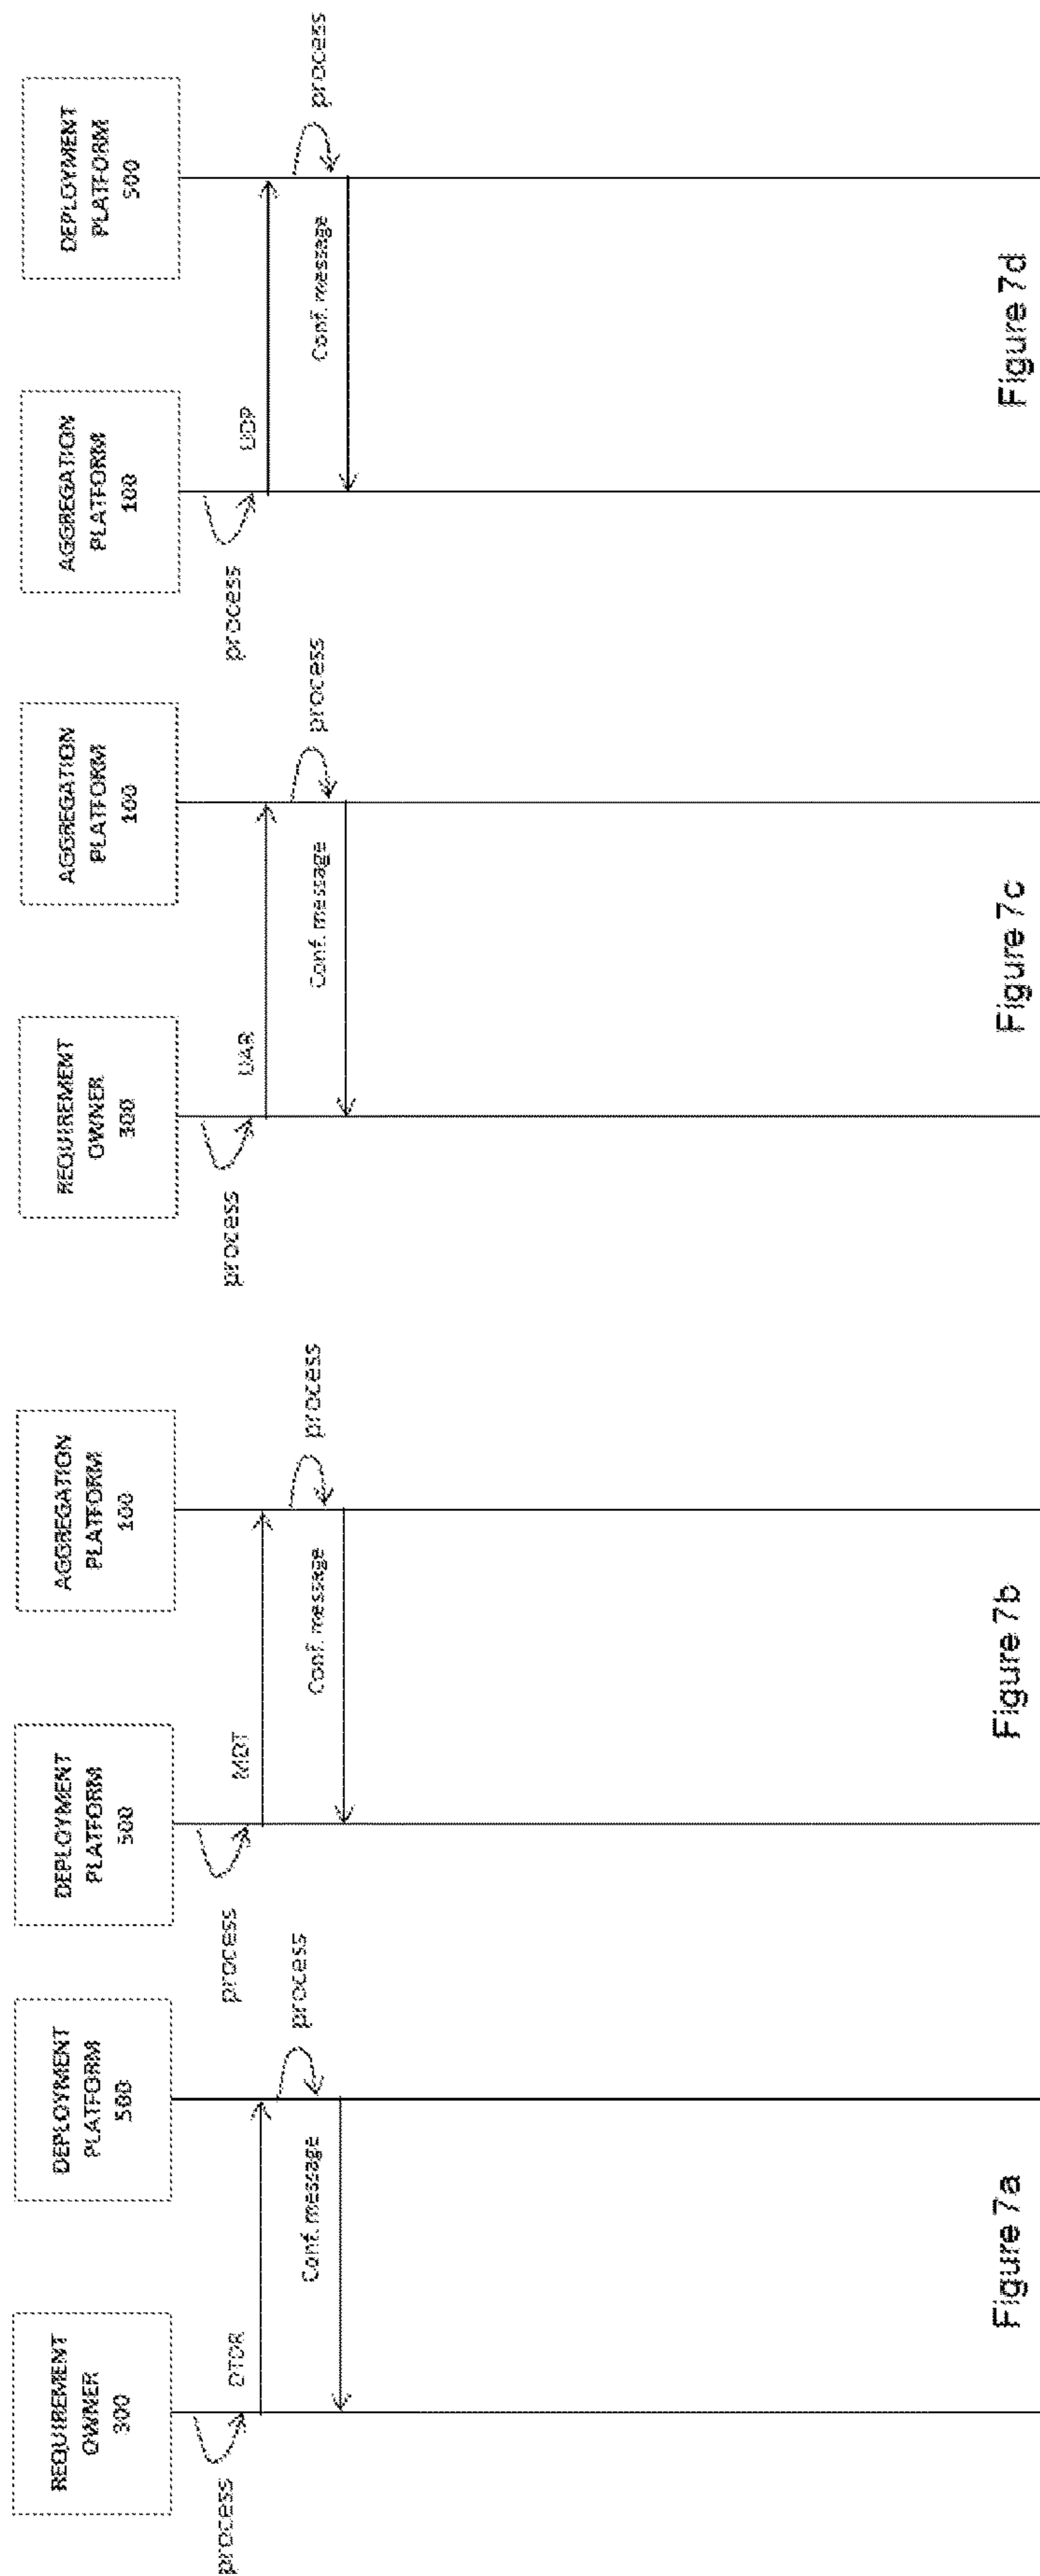 REQUIREMENT
OWNER
300
process
DTDR
DEPLOYMENT
PLATFORM
500
process
Conf. message
Figure 7a
DEPLOYMENT
PLATFORM
500
process
MDT
AGGREGATION
PLATFORM
100
process
Conf. message
Figure 7b
REQUIREMENT
OWNER
300
process
UAR
AGGREGATION
PLATFORM
100
process
Conf. message
Figure 7c
AGGREGATION
PLATFORM
100
process
UDP
DEPLOYMENT
PLATFORM
500
process
Conf. message
Figure 7d